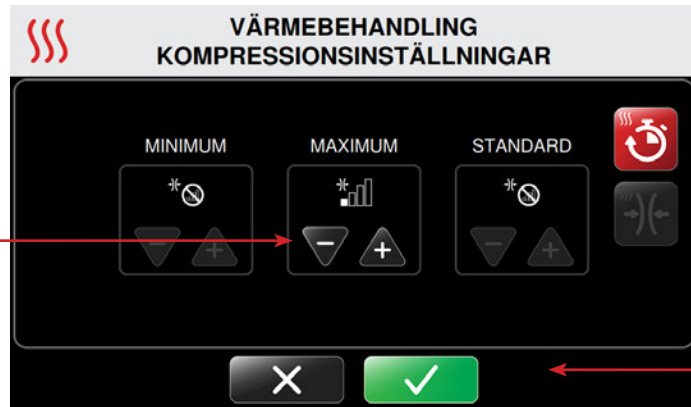 VÄRMEBEHANDLING
KOMPRESSIONSINSTÄLLNINGAR
MINIMUM MAXIMUM STANDARD